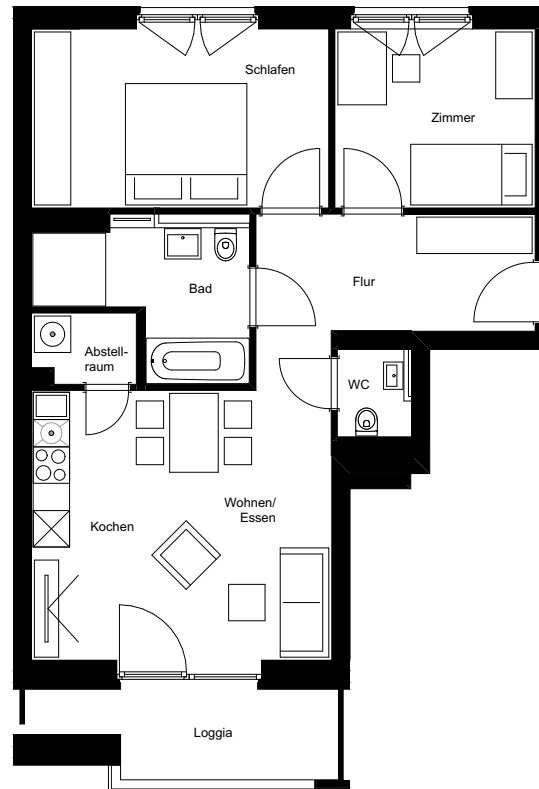 Schlafen
Zimmer
Bad
Flur
Abstell-
raum
WC
Wohnen/
Essen
Kochen
Loggia